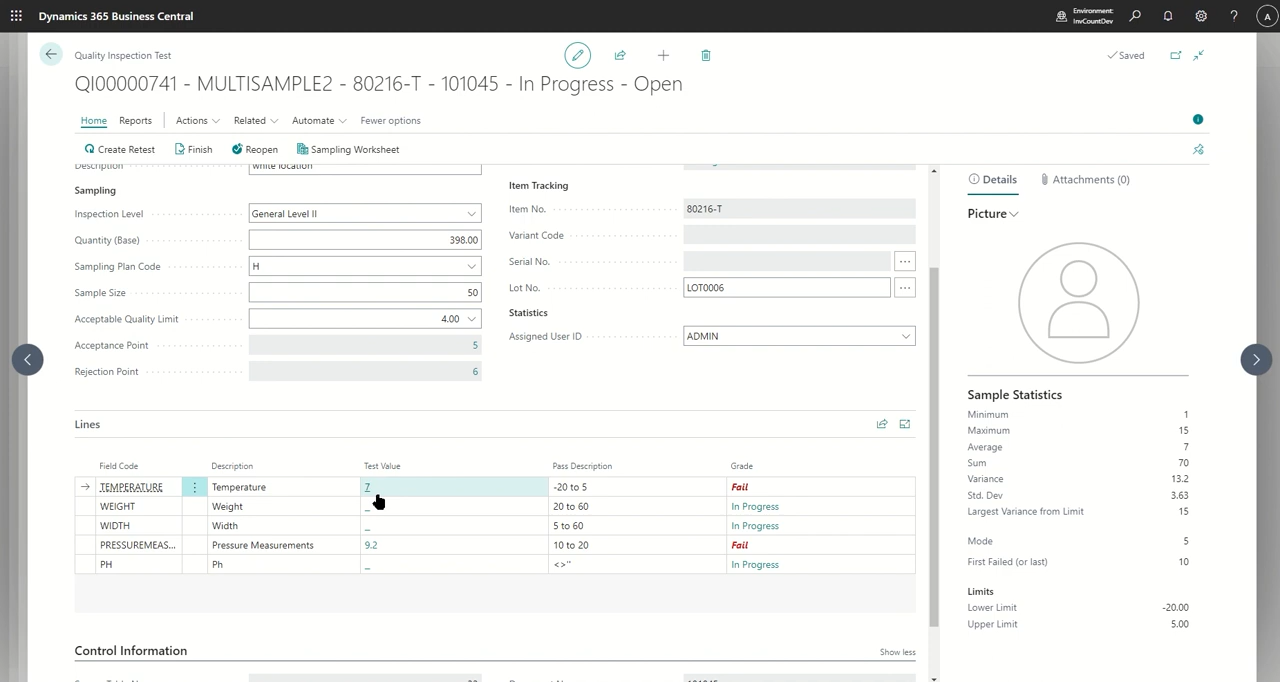 Dynamics 365 Business Central
Environment:
InvCountDev
?
A
Quality Inspection Test
Saved
QI00000741 - MULTISAMPLE2 - 80216-T - 101045 - In Progress - Open
Home Reports Actions Related Automate Fewer options
Create Retest Finish Reopen Sampling Worksheet
Description white location
Sampling
Inspection Level General Level II
Quantity (Base) 398.00
Sampling Plan Code H
Sample Size 50
Acceptable Quality Limit 4.00
Acceptance Point 5
Rejection Point 6
Item Tracking
Item No. 80216-T
Variant Code
Serial No.
Lot No. LOT0006
Statistics
Assigned User ID ADMIN
Lines
Field Code Description Test Value Pass Description Grade
TEMPERATURE Temperature 7 -20 to 5 Fail
WEIGHT Weight _ 20 to 60 In Progress
WIDTH Width _ 5 to 60 In Progress
PRESSUREMEAS... Pressure Measurements 9.2 10 to 20 Fail
PH Ph _ <>'' In Progress
Control Information Show less
Details Attachments (0)
Picture
Sample Statistics
Minimum 1
Maximum 15
Average 7
Sum 70
Variance 13.2
Std. Dev 3.63
Largest Variance from Limit 15
Mode 5
First Failed (or last) 10
Limits
Lower Limit -20.00
Upper Limit 5.00